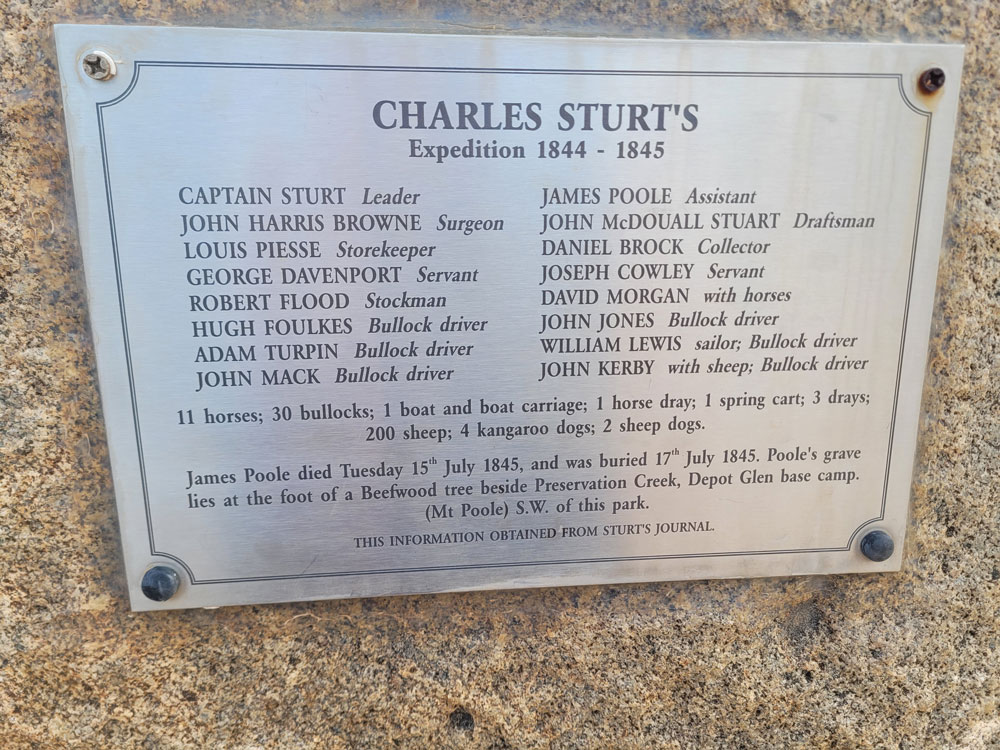 CHARLES STURT'S
Expedition 1844 - 1845
CAPTAIN STURT Leader
JOHN HARRIS BROWNE Surgeon
LOUIS PIESSE Storekeeper
GEORGE DAVENPORT Servant
ROBERT FLOOD Stockman
HUGH FOULKES Bullock driver
ADAM TURPIN Bullock driver
JOHN MACK Bullock driver
JAMES POOLE Assistant
JOHN McDOUALL STUART Draftsman
DANIEL BROCK Collector
JOSEPH COWLEY Servant
DAVID MORGAN with horses
JOHN JONES Bullock driver
WILLIAM LEWIS sailor; Bullock driver
JOHN KERBY with sheep; Bullock driver
11 horses; 30 bullocks; 1 boat and boat carriage; 1 horse dray; 1 spring cart; 3 drays;
200 sheep; 4 kangaroo dogs; 2 sheep dogs.
James Poole died Tuesday 15th July 1845, and was buried 17th July 1845. Poole's grave
lies at the foot of a Beefwood tree beside Preservation Creek, Depot Glen base camp.
(Mt Poole) S.W. of this park.
THIS INFORMATION OBTAINED FROM STURT'S JOURNAL.